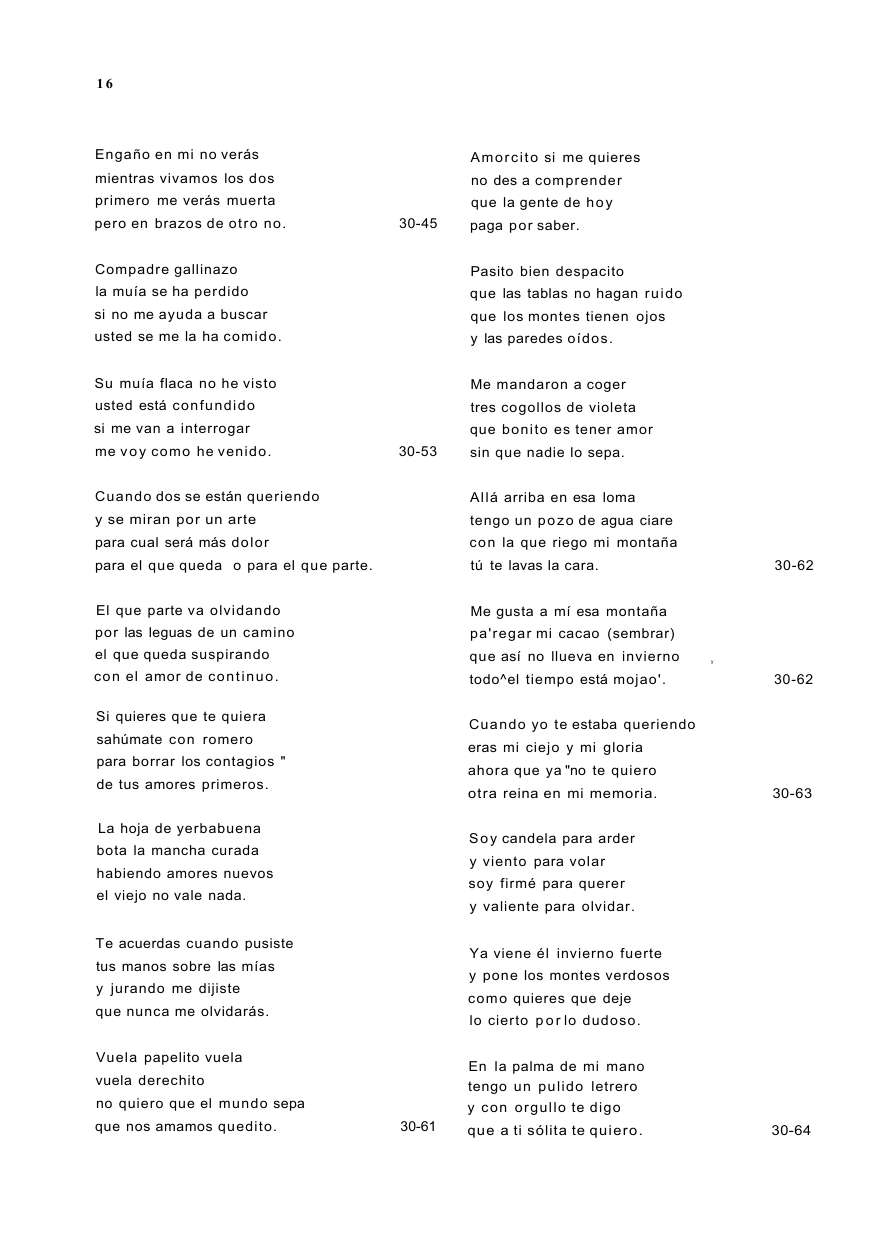 16
Engaño en mi no verás
mientras vivamos los dos
primero me verás muerta
pero en brazos de otro no. 30-45
Compadre gallinazo
la muía se ha perdido
si no me ayuda a buscar
usted se me la ha comido.
Su muía flaca no he visto
usted está confundido
si me van a interrogar
me voy como he venido. 30-53
Cuando dos se están queriendo
y se miran por un arte
para cual será más dolor
para el que queda o para el que parte.
El que parte va olvidando
por las leguas de un camino
el que queda suspirando
con el amor de continuo.
Si quieres que te quiera
sahúmate con romero
para borrar los contagios "
de tus amores primeros.
La hoja de yerbabuena
bota la mancha curada
habiendo amores nuevos
el viejo no vale nada.
Te acuerdas cuando pusiste
tus manos sobre las mías
y jurando me dijiste
que nunca me olvidarás.
Vuela papelito vuela
vuela derechito
no quiero que el mundo sepa
que nos amamos quedito. 30-61
Amorcito si me quieres
no des a comprender
que la gente de hoy
paga por saber.
Pasito bien despacito
que las tablas no hagan ruido
que los montes tienen ojos
y las paredes oídos.
Me mandaron a coger
tres cogollos de violeta
que bonito es tener amor
sin que nadie lo sepa.
Allá arriba en esa loma
tengo un pozo de agua ciare
con la que riego mi montaña
tú te lavas la cara. 30-62
Me gusta a mí esa montaña
pa'regar mi cacao (sembrar)
que así no llueva en invierno
todo^el tiempo está mojao'. 30-62
Cuando yo te estaba queriendo
eras mi ciejo y mi gloria
ahora que ya "no te quiero
otra reina en mi memoria. 30-63
Soy candela para arder
y viento para volar
soy firmé para querer
y valiente para olvidar.
Ya viene él invierno fuerte
y pone los montes verdosos
como quieres que deje
lo cierto por lo dudoso.
En la palma de mi mano
tengo un pulido letrero
y con orgullo te digo
que a ti sólita te quiero. 30-64